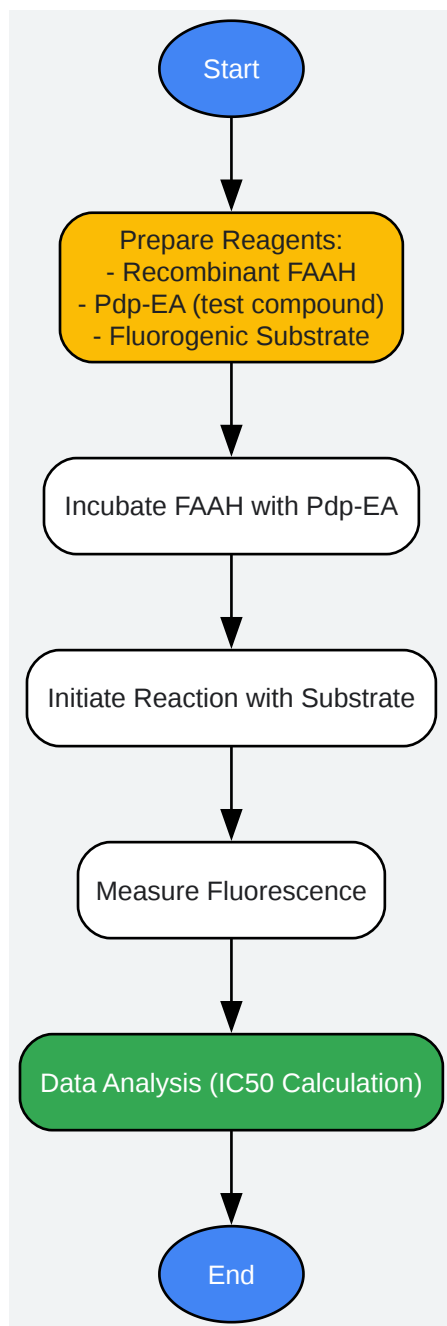 Start
Prepare Reagents:
- Recombinant FAAH
- Pdp-EA (test compound)
- Fluorogenic Substrate
Incubate FAAH with Pdp-EA
Initiate Reaction with Substrate
Measure Fluorescence
Data Analysis (IC50 Calculation)
End